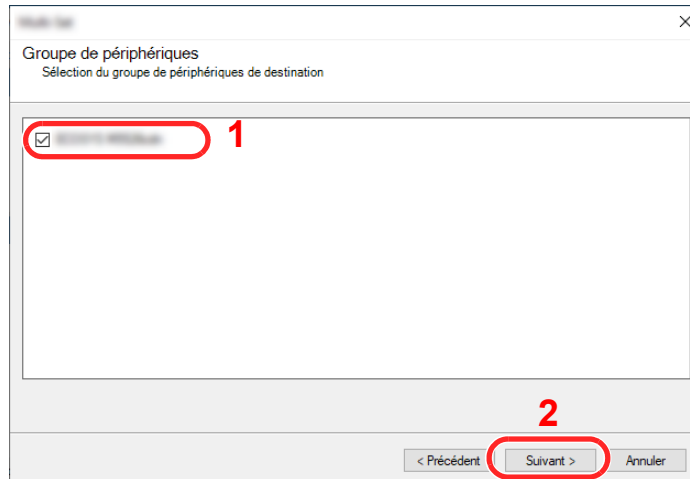 Groupe de périphériques
Sélection du groupe de périphériques de destination
1
2
< Précédent Suivant > Annuler